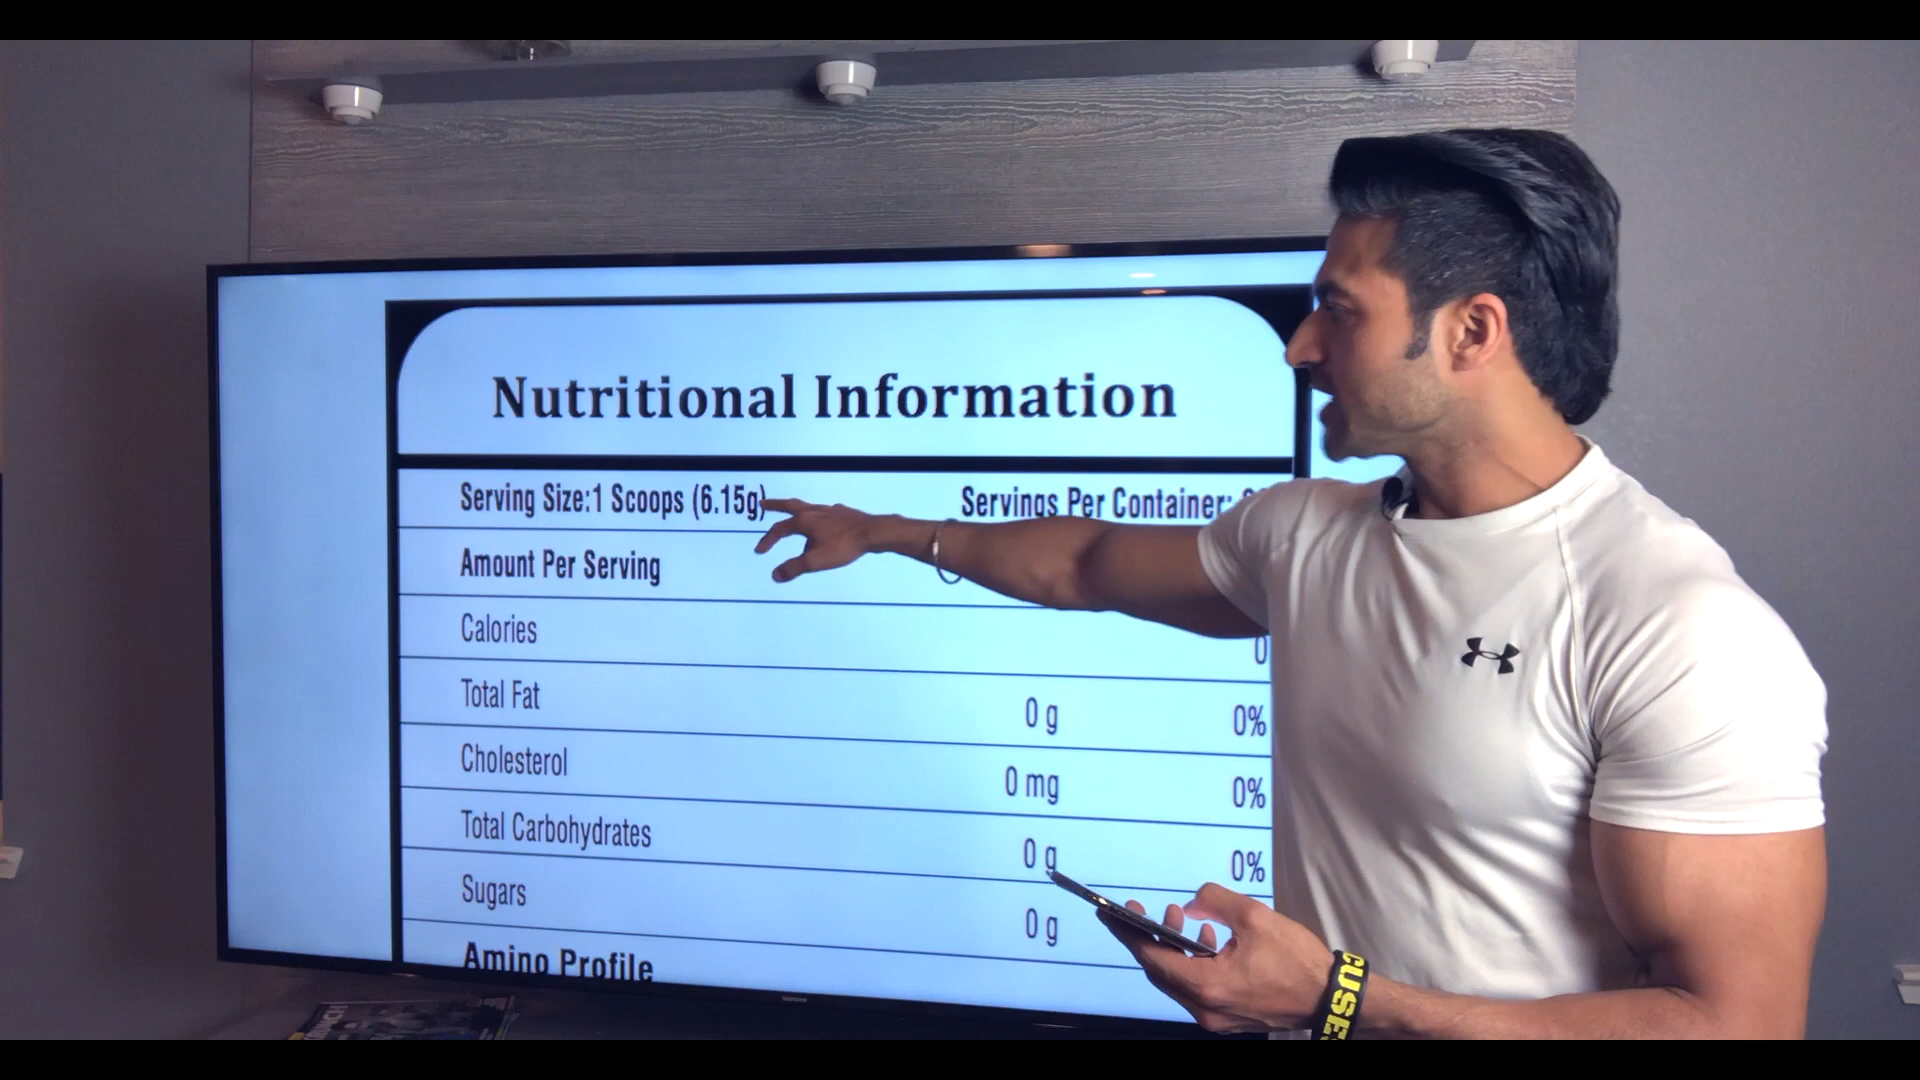 Nutritional Information
Serving Size:1 Scoops (6.15g) Servings Per Container:
Amount Per Serving
Calories 0
Total Fat 0 g 0%
Cholesterol 0 mg 0%
Total Carbohydrates 0 g 0%
Sugars 0 g
Amino Profile